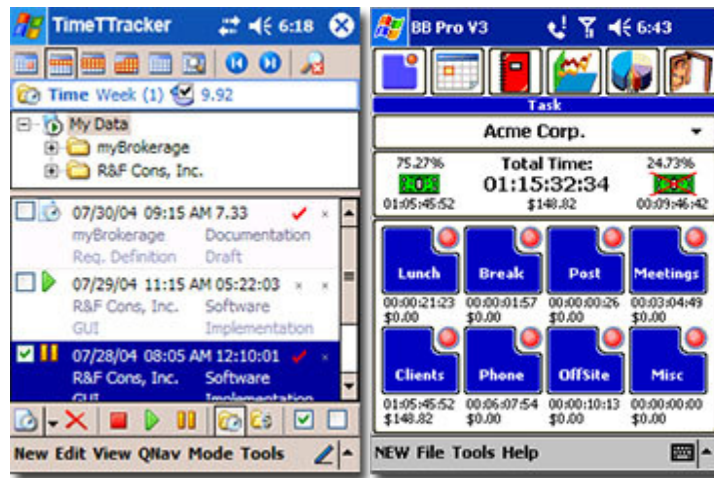 TimeTTracker 6:18
Time Week (1) 9.92
My Data
myBrokerage
R&F Cons, Inc.
07/30/04 09:15 AM 7.33
myBrokerage Documentation
Req. Definition Draft
07/29/04 11:15 AM 05:22:03
R&F Cons, Inc. Software
GUI Implementation
07/28/04 08:05 AM 12:10:01
R&F Cons, Inc. Software
GUI Implementation
New Edit View QNav Mode Tools
BB Pro V3 6:43
Task
Acme Corp.
75.27% Total Time: 24.73%
01:15:32:34
01:05:45:52 $148.82 00:09:46:42
Lunch Break Post Meetings
00:00:21:23 00:00:01:57 00:00:00:26 00:03:04:49
$0.00 $0.00 $0.00 $0.00
Clients Phone OffSite Misc
01:05:45:52 00:06:07:54 00:00:10:13 00:00:00:00
$148.82 $0.00 $0.00 $0.00
NEW File Tools Help